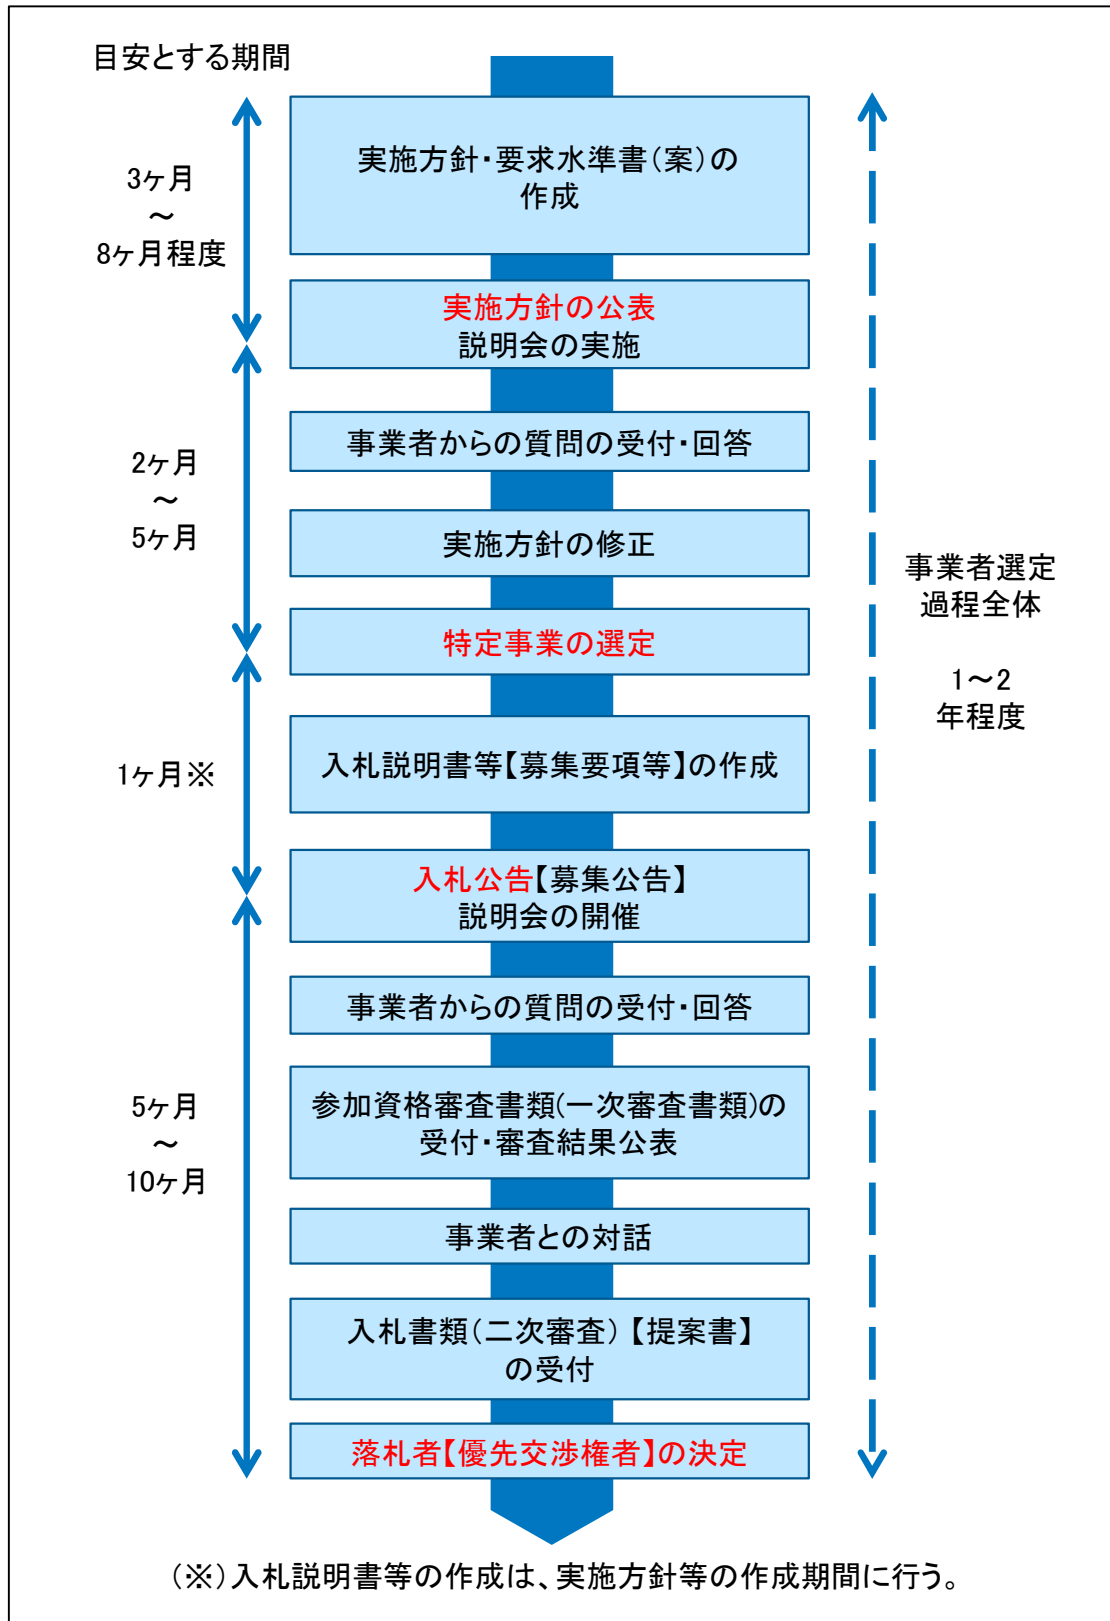 目安とする期間
実施方針・要求水準書(案)の
作成
3ヶ月
～
8ヶ月程度
実施方針の公表
説明会の実施
事業者からの質問の受付・回答
2ヶ月
～
5ヶ月
実施方針の修正
特定事業の選定
事業者選定
過程全体
1～2
年程度
入札説明書等【募集要項等】の作成
1ヶ月※
入札公告【募集公告】
説明会の開催
事業者からの質問の受付・回答
参加資格審査書類(一次審査書類)の
受付・審査結果公表
5ヶ月
～
10ヶ月
事業者との対話
入札書類(二次審査)【提案書】
の受付
落札者【優先交渉権者】の決定
(※)入札説明書等の作成は、実施方針等の作成期間に行う。